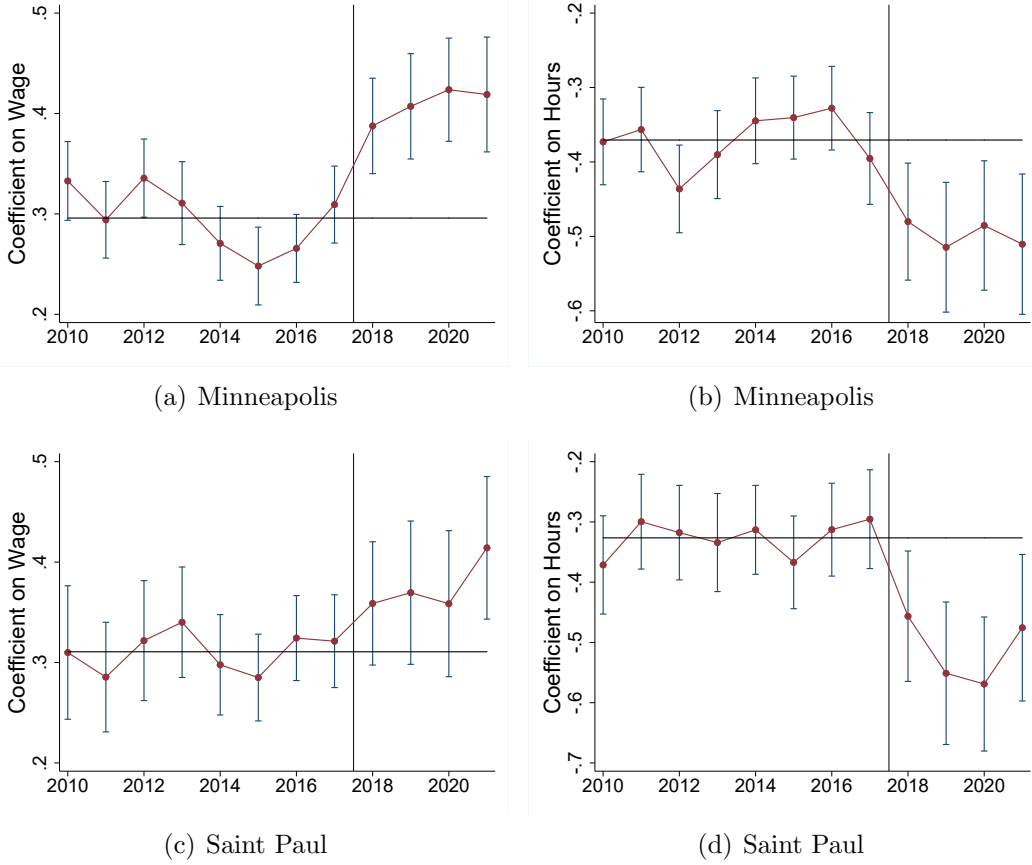 Coefficient on Wage
.5
.4
.3
.2
2010 2012 2014 2016 2018 2020
(a) Minneapolis
Coefficient on Hours
-.2
-.3
-.4
-.5
-.6
2010 2012 2014 2016 2018 2020
(b) Minneapolis
Coefficient on Wage
.5
.4
.3
.2
2010 2012 2014 2016 2018 2020
(c) Saint Paul
Coefficient on Hours
-.2
-.3
-.4
-.5
-.6
-.7
2010 2012 2014 2016 2018 2020
(d) Saint Paul